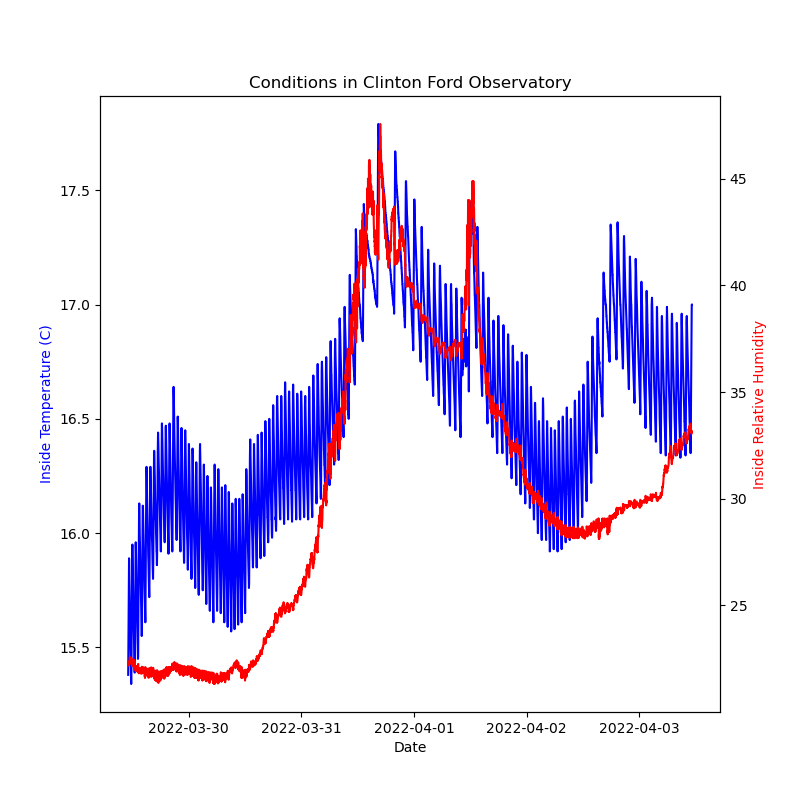 Conditions in Clinton Ford Observatory
Inside Temperature (C)
17.5
17.0
16.5
16.0
15.5
45
40
35
30
25
Inside Relative Humidity
2022-03-30 2022-03-31 2022-04-01 2022-04-02 2022-04-03
Date